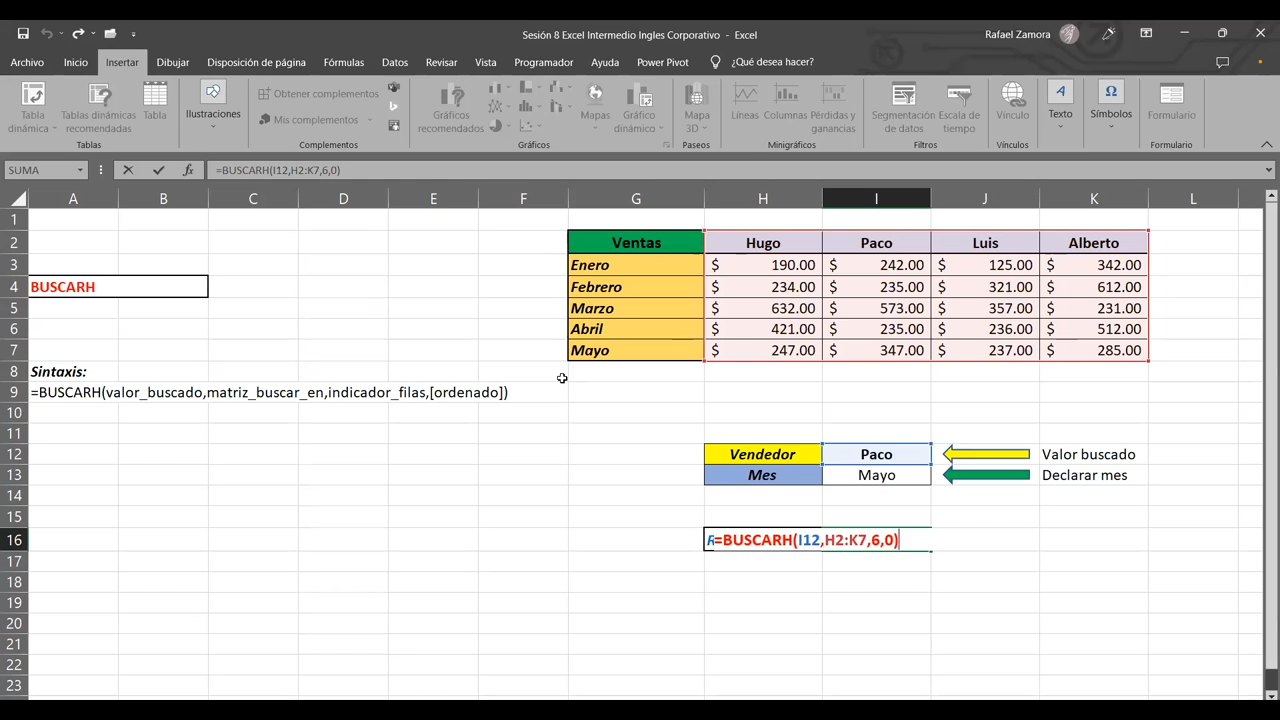 Sesión 8 Excel Intermedio Ingles Corporativo - Excel
Rafael Zamora
Archivo Inicio Insertar Dibujar Disposición de página Fórmulas Datos Revisar Vista Programador Ayuda Power Pivot ¿Qué desea hacer?
Tabla dinámica
Tablas dinámicas recomendadas
Tabla
Ilustraciones
Obtener complementos
Mis complementos
Gráficos recomendados
Mapas
Gráfico dinámico
Mapa 3D
Líneas
Columnas
Pérdidas y ganancias
Segmentación de datos
Escala de tiempo
Vínculo
Texto
Símbolos
Formulario
Tablas Complementos Gráficos Paseos Minigráficos Filtros Vínculos Formulario
SUMA fx =BUSCARH(I12,H2:K7,6,0)
A B C D E F G H I J K L
1
2 Ventas Hugo Paco Luis Alberto
3 Enero $ 190.00 $ 242.00 $ 125.00 $ 342.00
4 BUSCARH Febrero $ 234.00 $ 235.00 $ 321.00 $ 612.00
5 Marzo $ 632.00 $ 573.00 $ 357.00 $ 231.00
6 Abril $ 421.00 $ 235.00 $ 236.00 $ 512.00
7 Mayo $ 247.00 $ 347.00 $ 237.00 $ 285.00
8 Sintaxis:
9 =BUSCARH(valor_buscado,matriz_buscar_en,indicador_filas,[ordenado])
10
11
12 Vendedor Paco Valor buscado
13 Mes Mayo Declarar mes
14
15
16 =BUSCARH(I12,H2:K7,6,0)
17
18
19
20
21
22
23